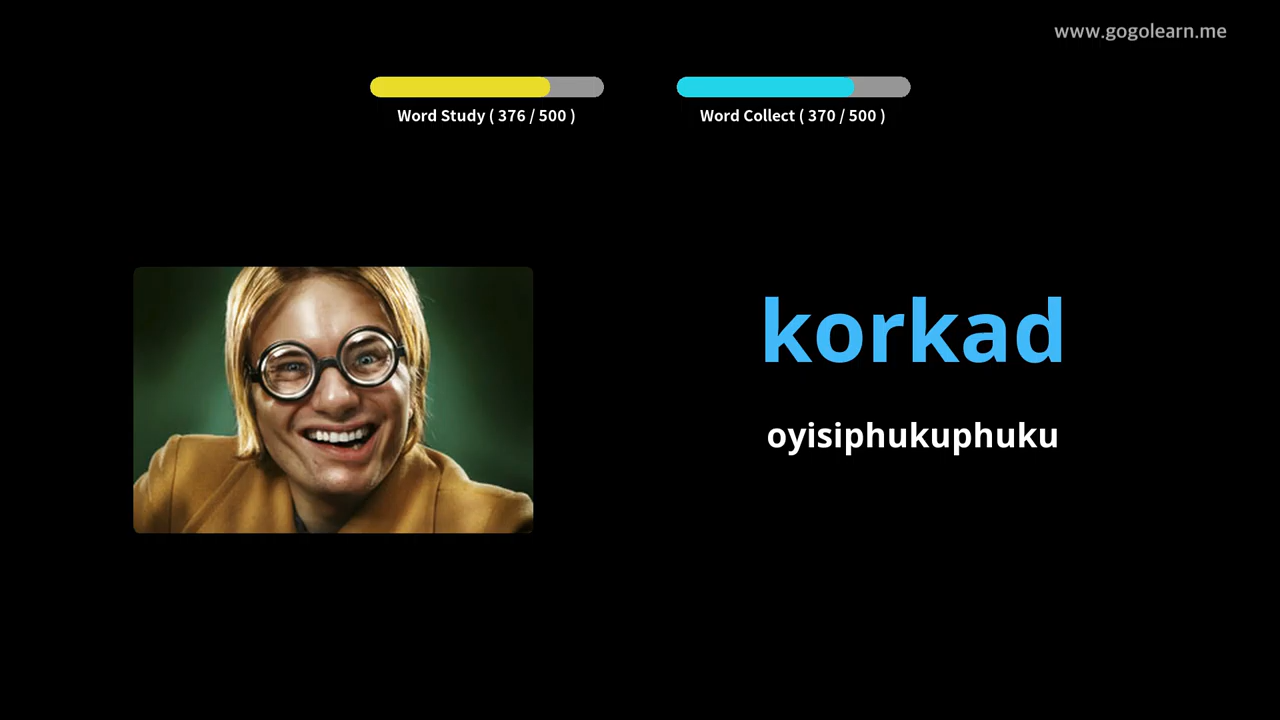 www.gogolearn.me
Word Study ( 376 / 500 )
Word Collect ( 370 / 500 )
korkad
oyisiphukuphuku